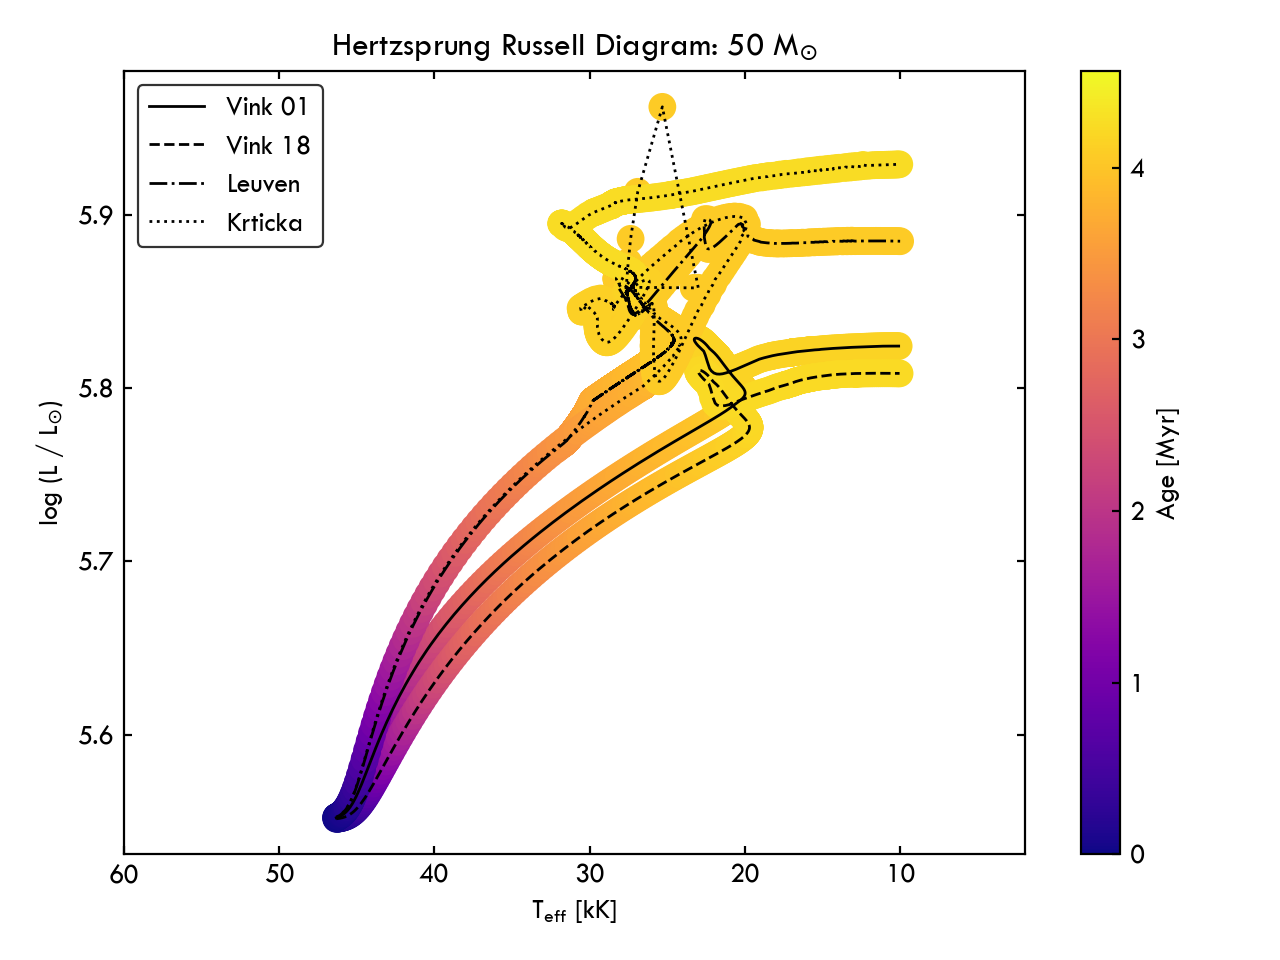 Hertzsprung Russell Diagram: 50 M☉
Vink 01
Vink 18
Leuven
Krticka
5.9
5.8
5.7
5.6
log (L / L☉)
60
50
40
30
20
10
Teff [kK]
4
3
2
1
0
Age [Myr]